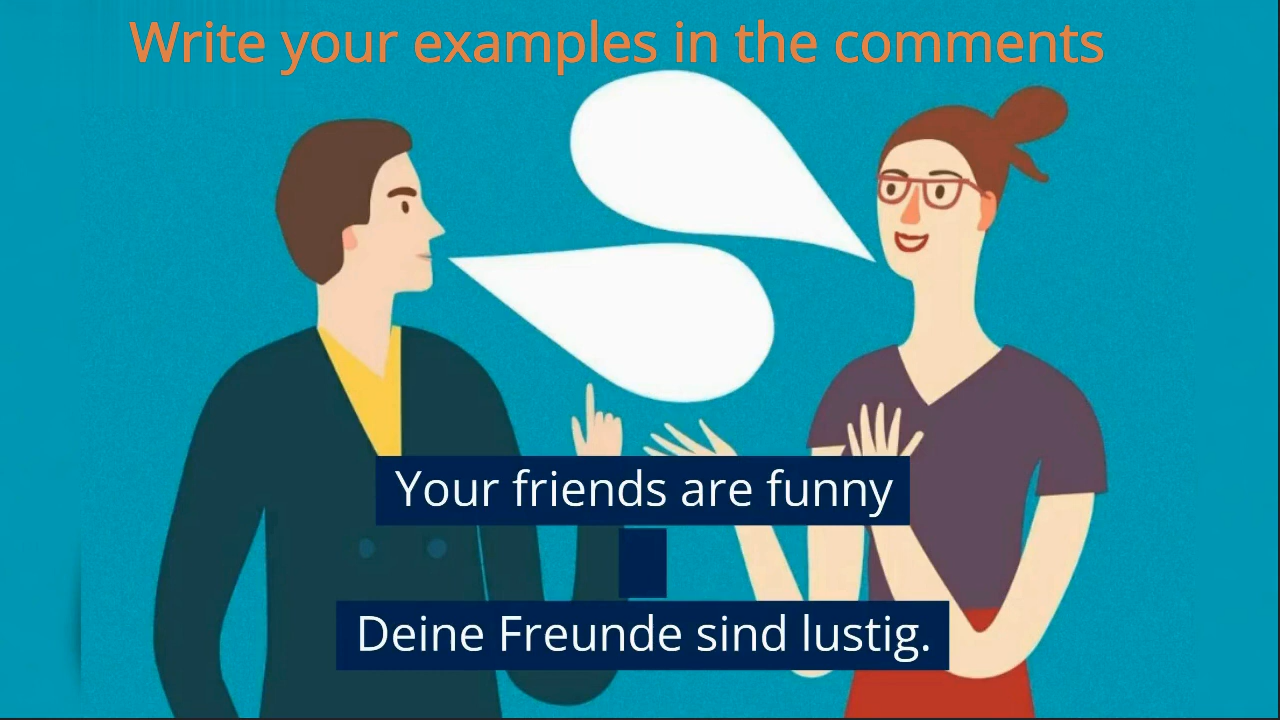 Write your examples in the comments
Your friends are funny
Deine Freunde sind lustig.